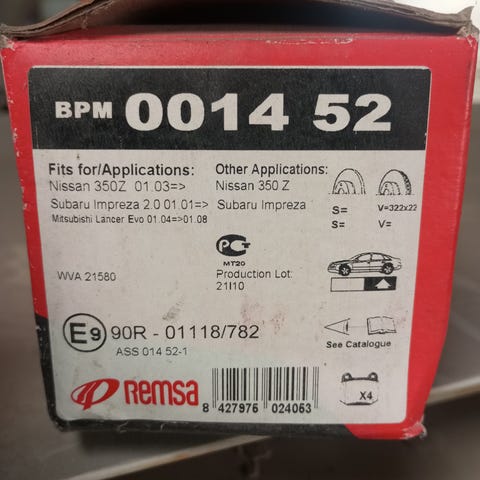 BPM 0014 52
Fits for/Applications:
Nissan 350Z 01.03=>
Subaru Impreza 2.0 01.01=>
Mitsubishi Lancer Evo 01.04=>01.08
Other Applications:
Nissan 350 Z
Subaru Impreza
S= V=322x22
S= V=
WVA 21580
PCT
MT20
Production Lot:
21I10
E9 90R - 01118/782
ASS 014 52-1
See Catalogue
REMSA
8 427976 024063
X4